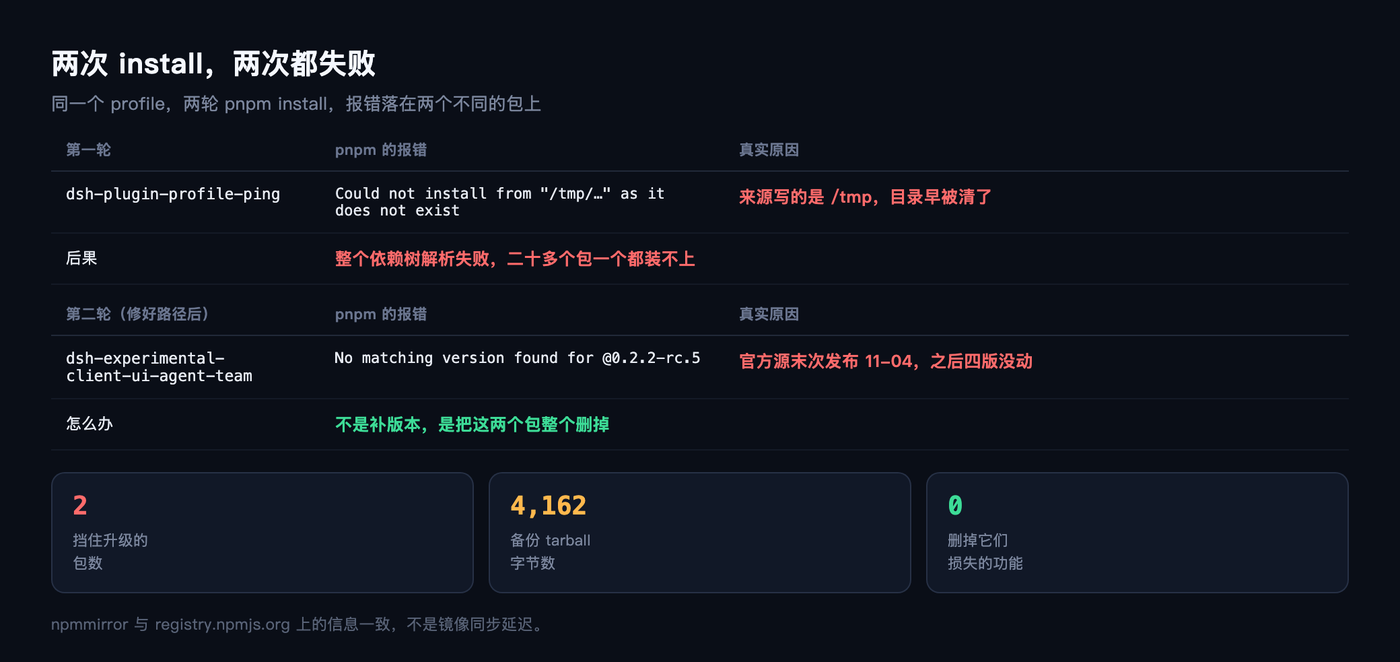 两次 install，两次都失败
同一个 profile，两轮 pnpm install，报错落在两个不同的包上
第一轮 pnpm 的报错 真实原因
dsh-plugin-profile-ping Could not install from "/tmp/…" as it 来源写的是 /tmp，目录早被清了
does not exist
后果 整个依赖树解析失败，二十多个包一个都装不上
第二轮（修好路径后） pnpm 的报错 真实原因
dsh-experimental- No matching version found for @0.2.2-rc.5 官方源末次发布 11-04，之后四版没动
client-ui-agent-team
怎么办 不是补版本，是把这两个包整个删掉
2 4,162 0
挡住升级的 备份 tarball 删掉它们
包数 字节数 损失的功能
npmmirror 与 registry.npmjs.org 上的信息一致，不是镜像同步延迟。